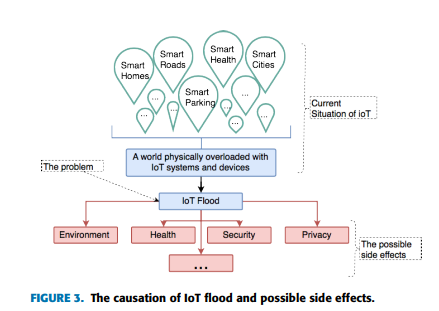 Smart
Homes
Smart
Roads
Smart
Health
Smart
Cities
Smart
Parking
...
...
...
...
...
...
...
Current
Situation of ioT
A world physically overloaded with
IoT systems and devices
The problem
IoT Flood
Environment
Health
Security
Privacy
...
The possible
side effects
FIGURE 3. The causation of IoT flood and possible side effects.